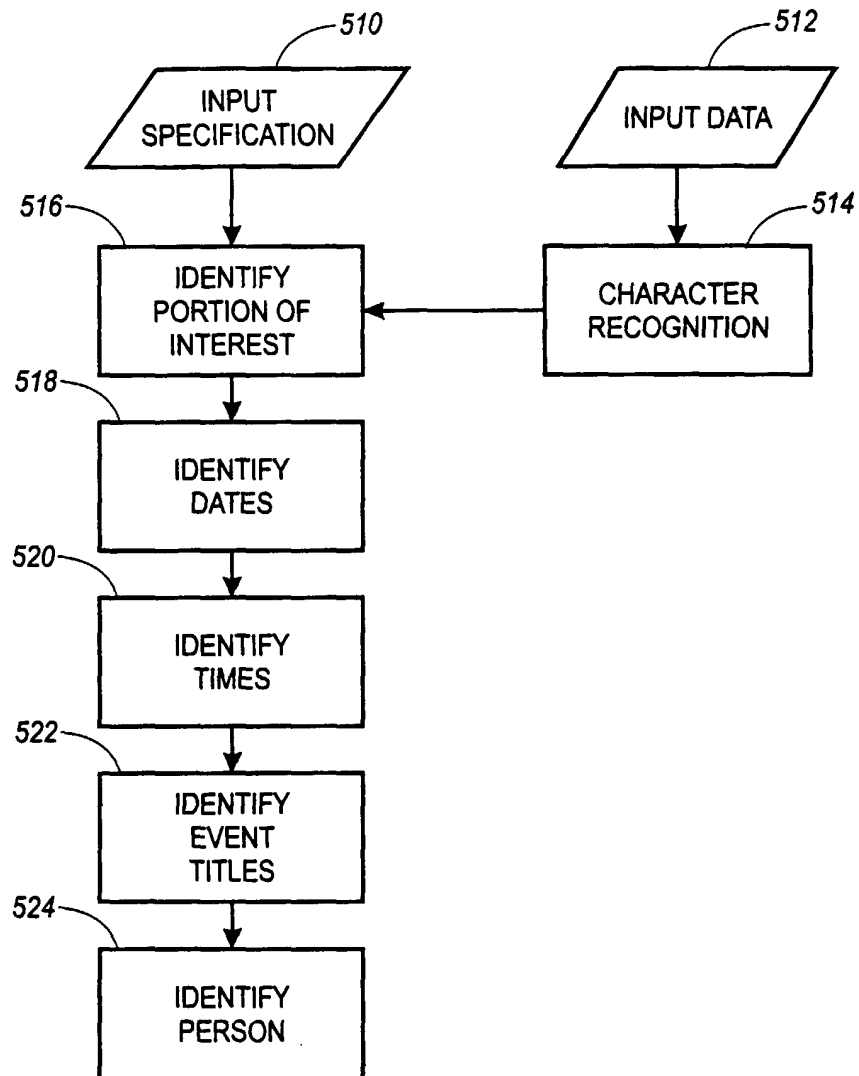 510
INPUT
SPECIFICATION
512
INPUT DATA
516
IDENTIFY
PORTION OF
INTEREST
514
CHARACTER
RECOGNITION
518
IDENTIFY
DATES
520
IDENTIFY
TIMES
522
IDENTIFY
EVENT
TITLES
524
IDENTIFY
PERSON